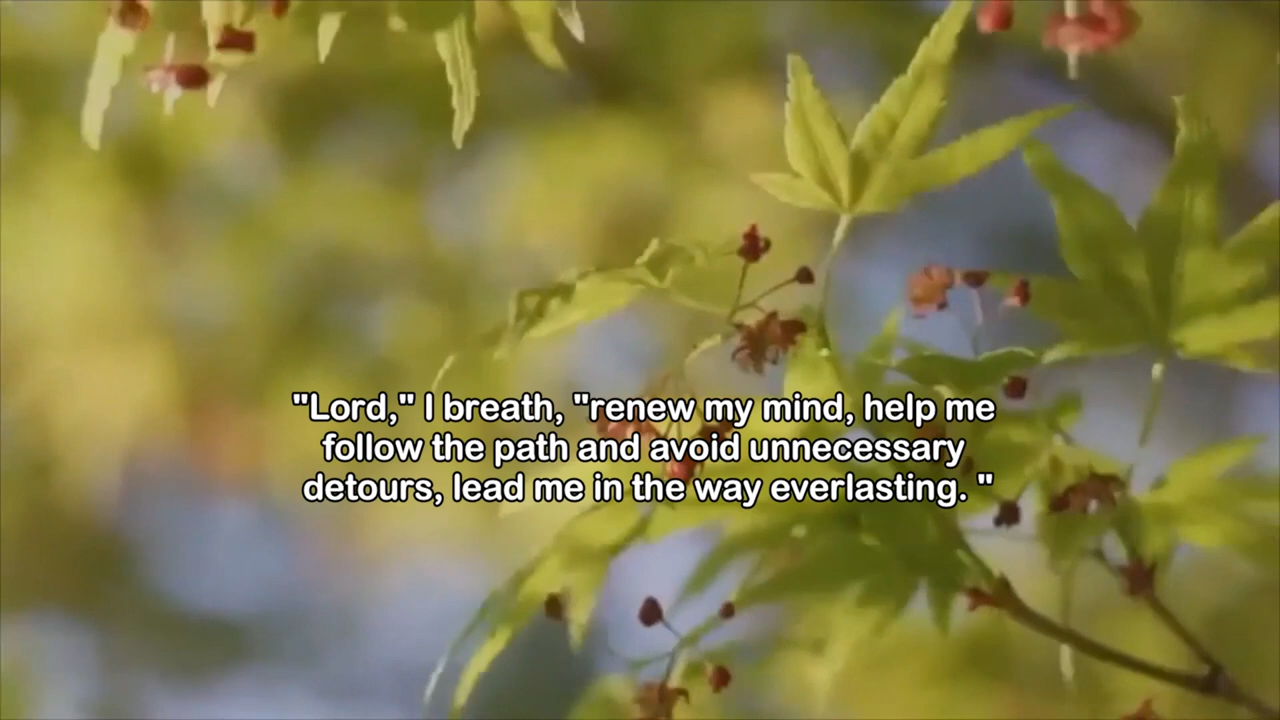 "Lord," I breath, "renew my mind, help me
follow the path and avoid unnecessary
detours, lead me in the way everlasting. "